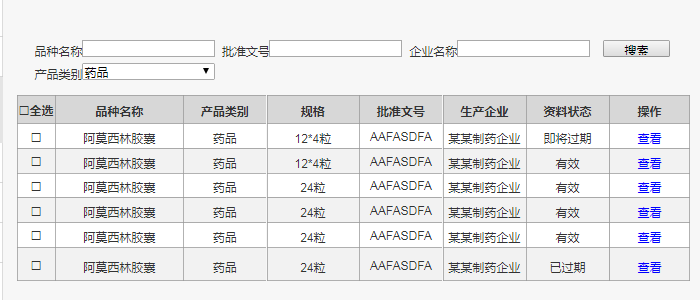 品种名称 批准文号 企业名称 搜索
产品类别 药品
全选 品种名称 产品类别 规格 批准文号 生产企业 资料状态 操作
阿莫西林胶囊 药品 12*4粒 AAFASDFA 某某制药企业 即将过期 查看
阿莫西林胶囊 药品 12*4粒 AAFASDFA 某某制药企业 有效 查看
阿莫西林胶囊 药品 24粒 AAFASDFA 某某制药企业 有效 查看
阿莫西林胶囊 药品 24粒 AAFASDFA 某某制药企业 有效 查看
阿莫西林胶囊 药品 24粒 AAFASDFA 某某制药企业 有效 查看
阿莫西林胶囊 药品 24粒 AAFASDFA 某某制药企业 已过期 查看